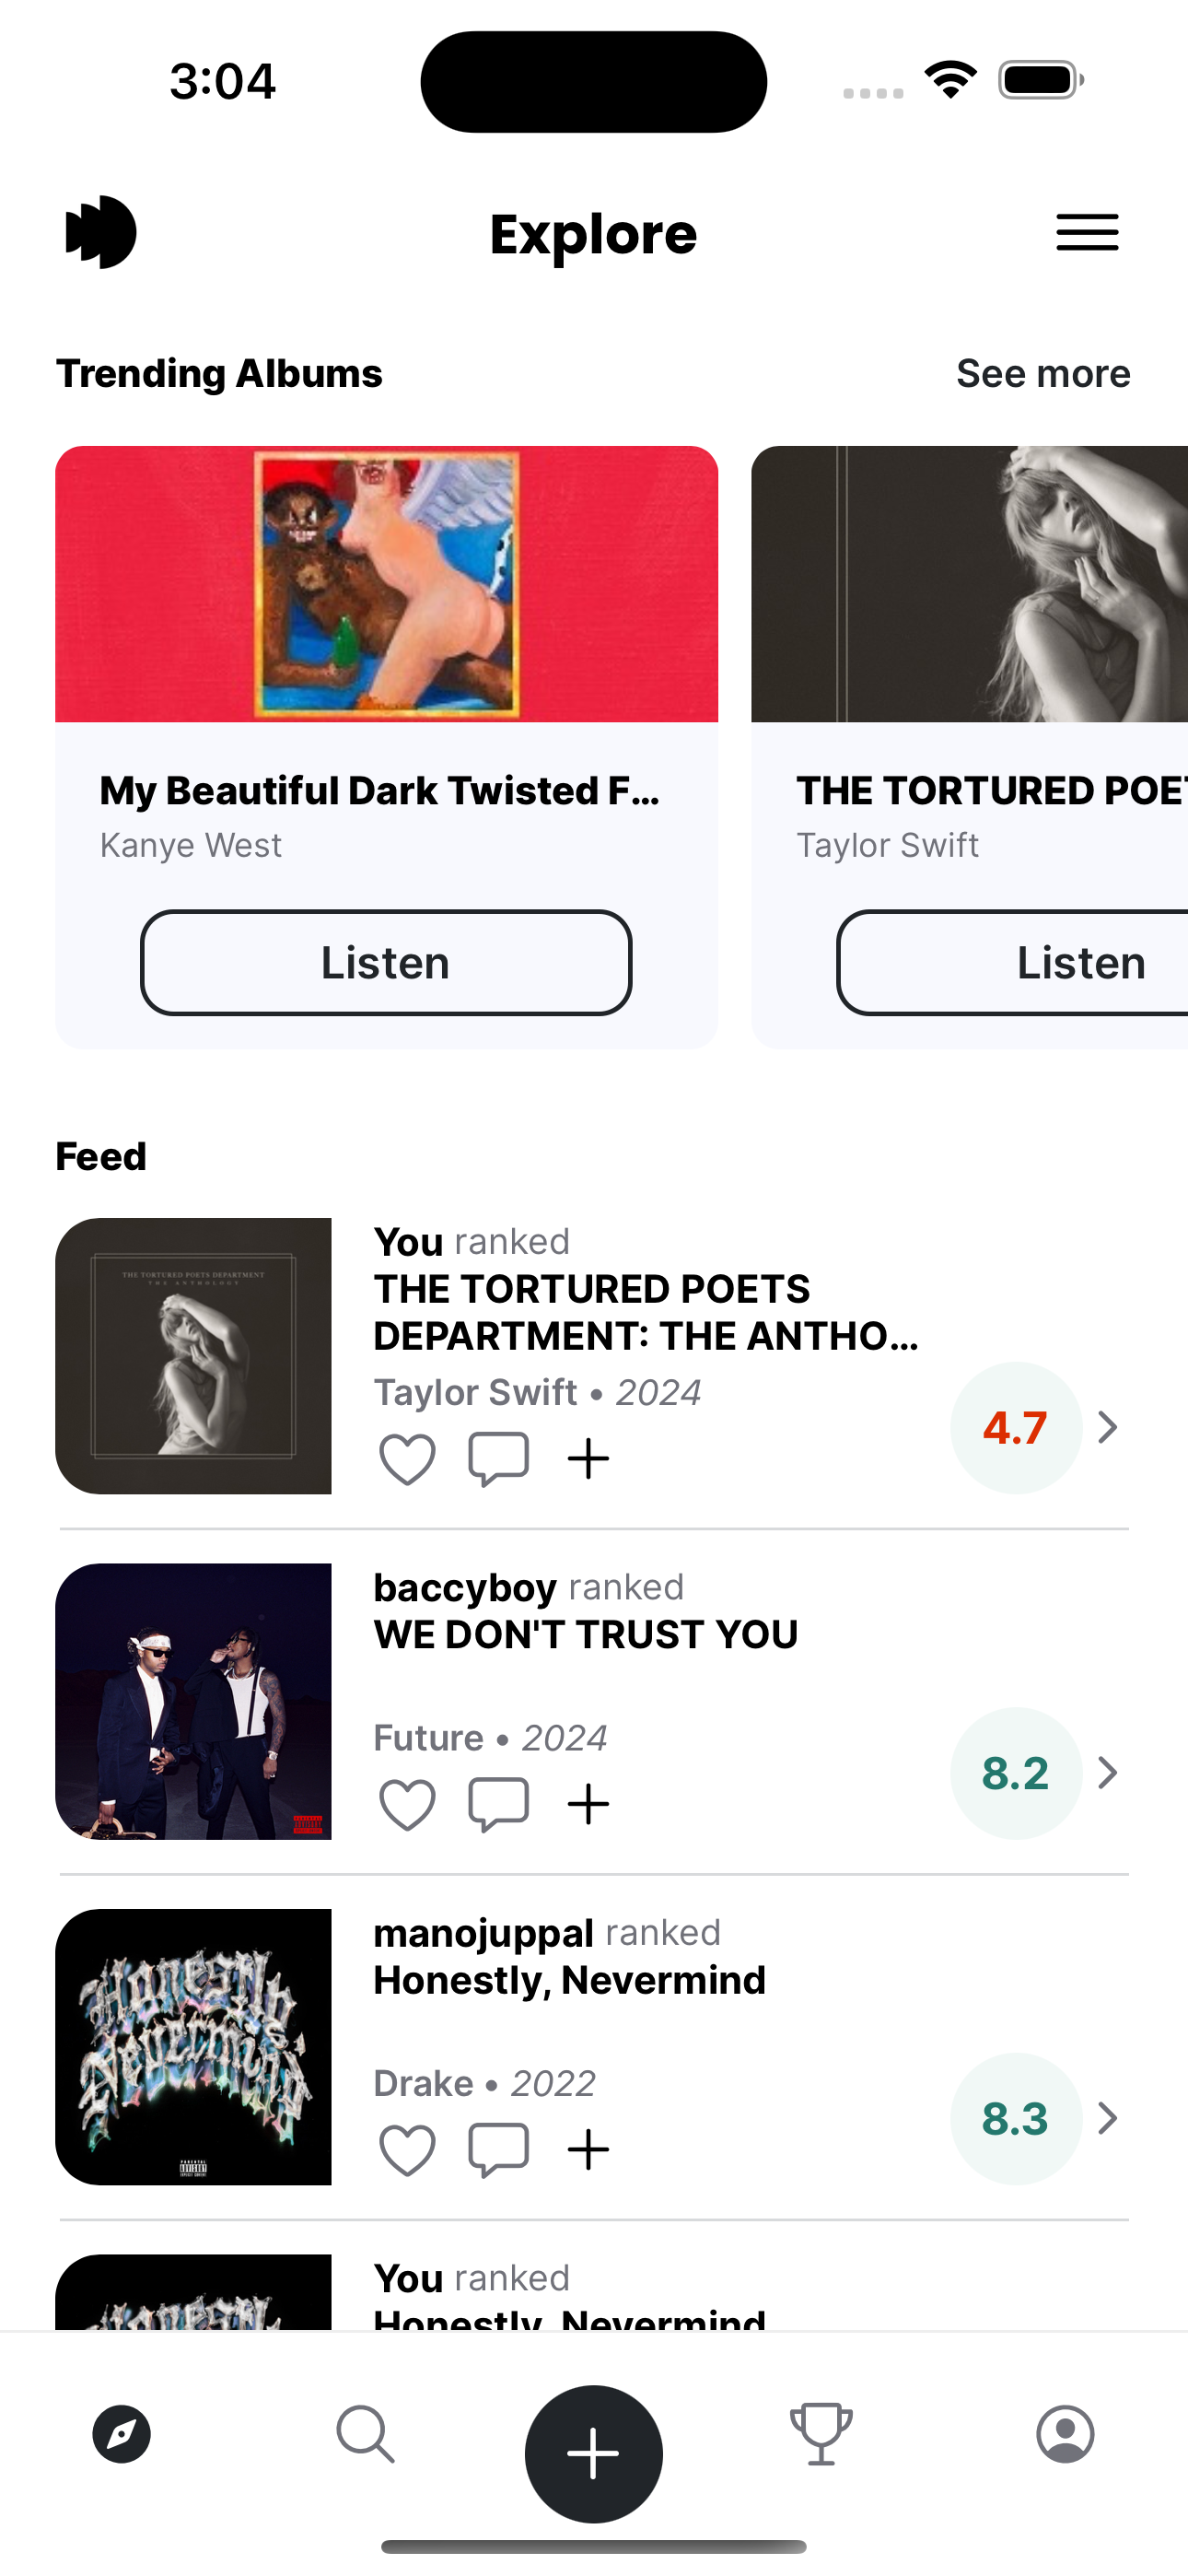 3:04
Explore
Trending Albums
See more
My Beautiful Dark Twisted F...
Kanye West
Listen
THE TORTURED POET
Taylor Swift
Listen
Feed
THE TORTURED POETS DEPARTMENT
THE ANTHOLOGY
You ranked
THE TORTURED POETS
DEPARTMENT: THE ANTHO...
Taylor Swift • 2024
4.7
baccyboy ranked
WE DON'T TRUST YOU
Future • 2024
8.2
Honestly,
Nevermind
manojuppal ranked
Honestly, Nevermind
Drake • 2022
8.3
You ranked
Honestly, Nevermind